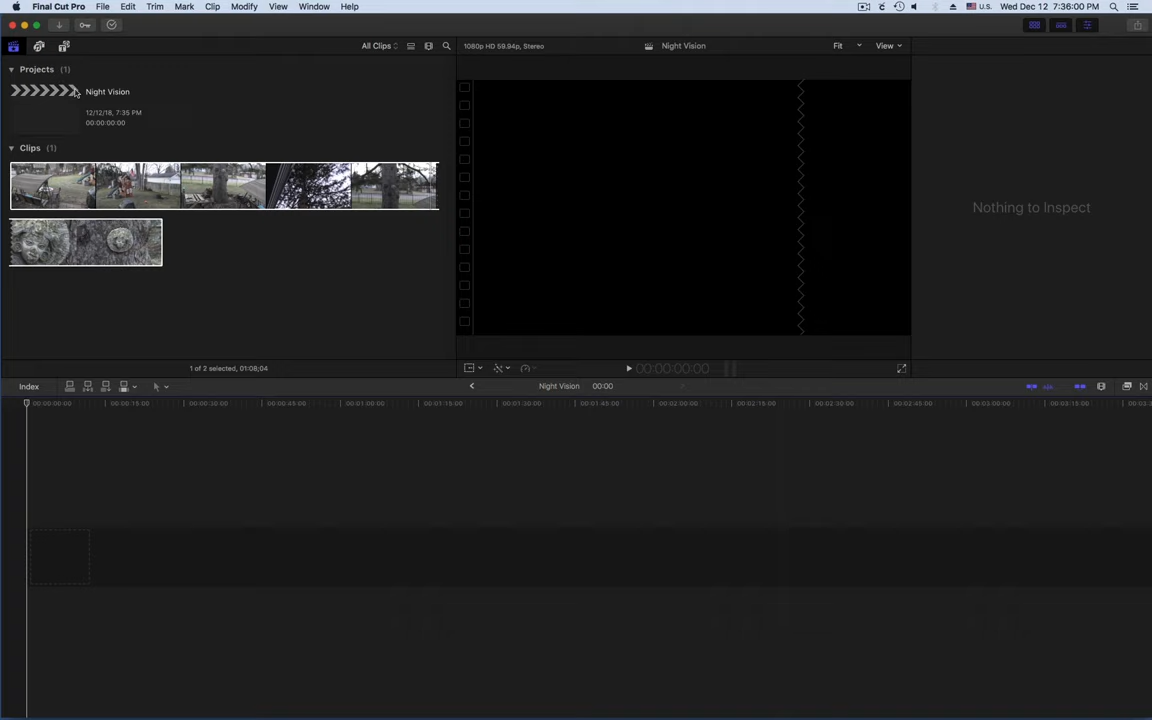 Final Cut Pro File Edit Trim Mark Clip Modify View Window Help U.S. Wed Dec 12 7:36:00 PM
All Clips 1080p HD 59.94p, Stereo Night Vision Fit View
Projects (1)
Night Vision
12/12/18, 7:35 PM
00:00:00:00
Clips (1)
Nothing to Inspect
1 of 2 selected, 01:08;04 00:00:00:00
Index Night Vision 00:00
00:00:00:00 00:00:15:00 00:00:30:00 00:00:45:00 00:01:00:00 00:01:15:00 00:01:30:00 00:01:45:00 00:02:00:00 00:02:15:00 00:02:30:00 00:02:45:00 00:03:00:00 00:03:15:00 00:03:3